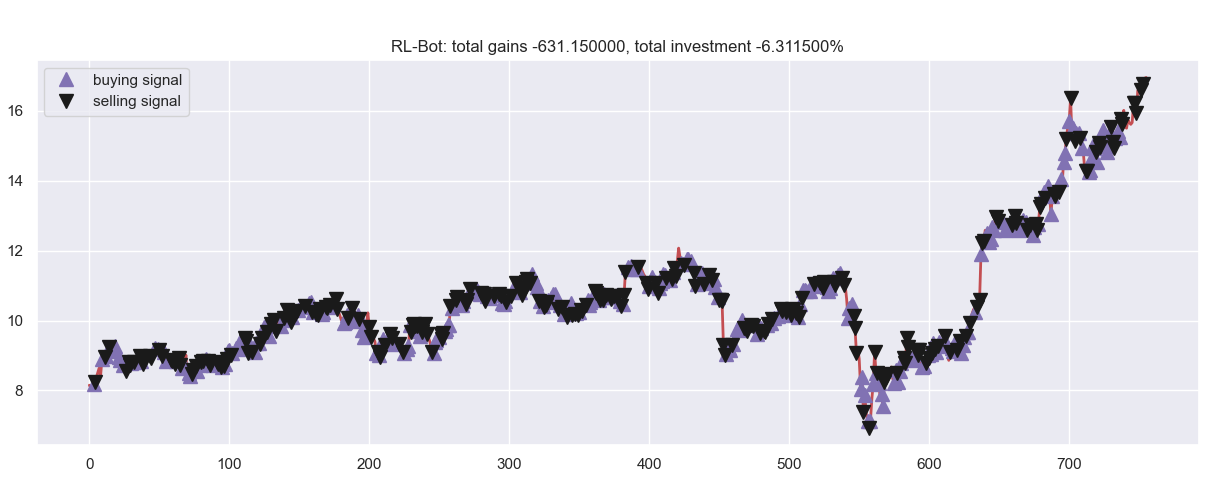 RL-Bot: total gains -631.150000, total investment -6.311500%
buying signal
selling signal
16
14
12
10
8
0 100 200 300 400 500 600 700